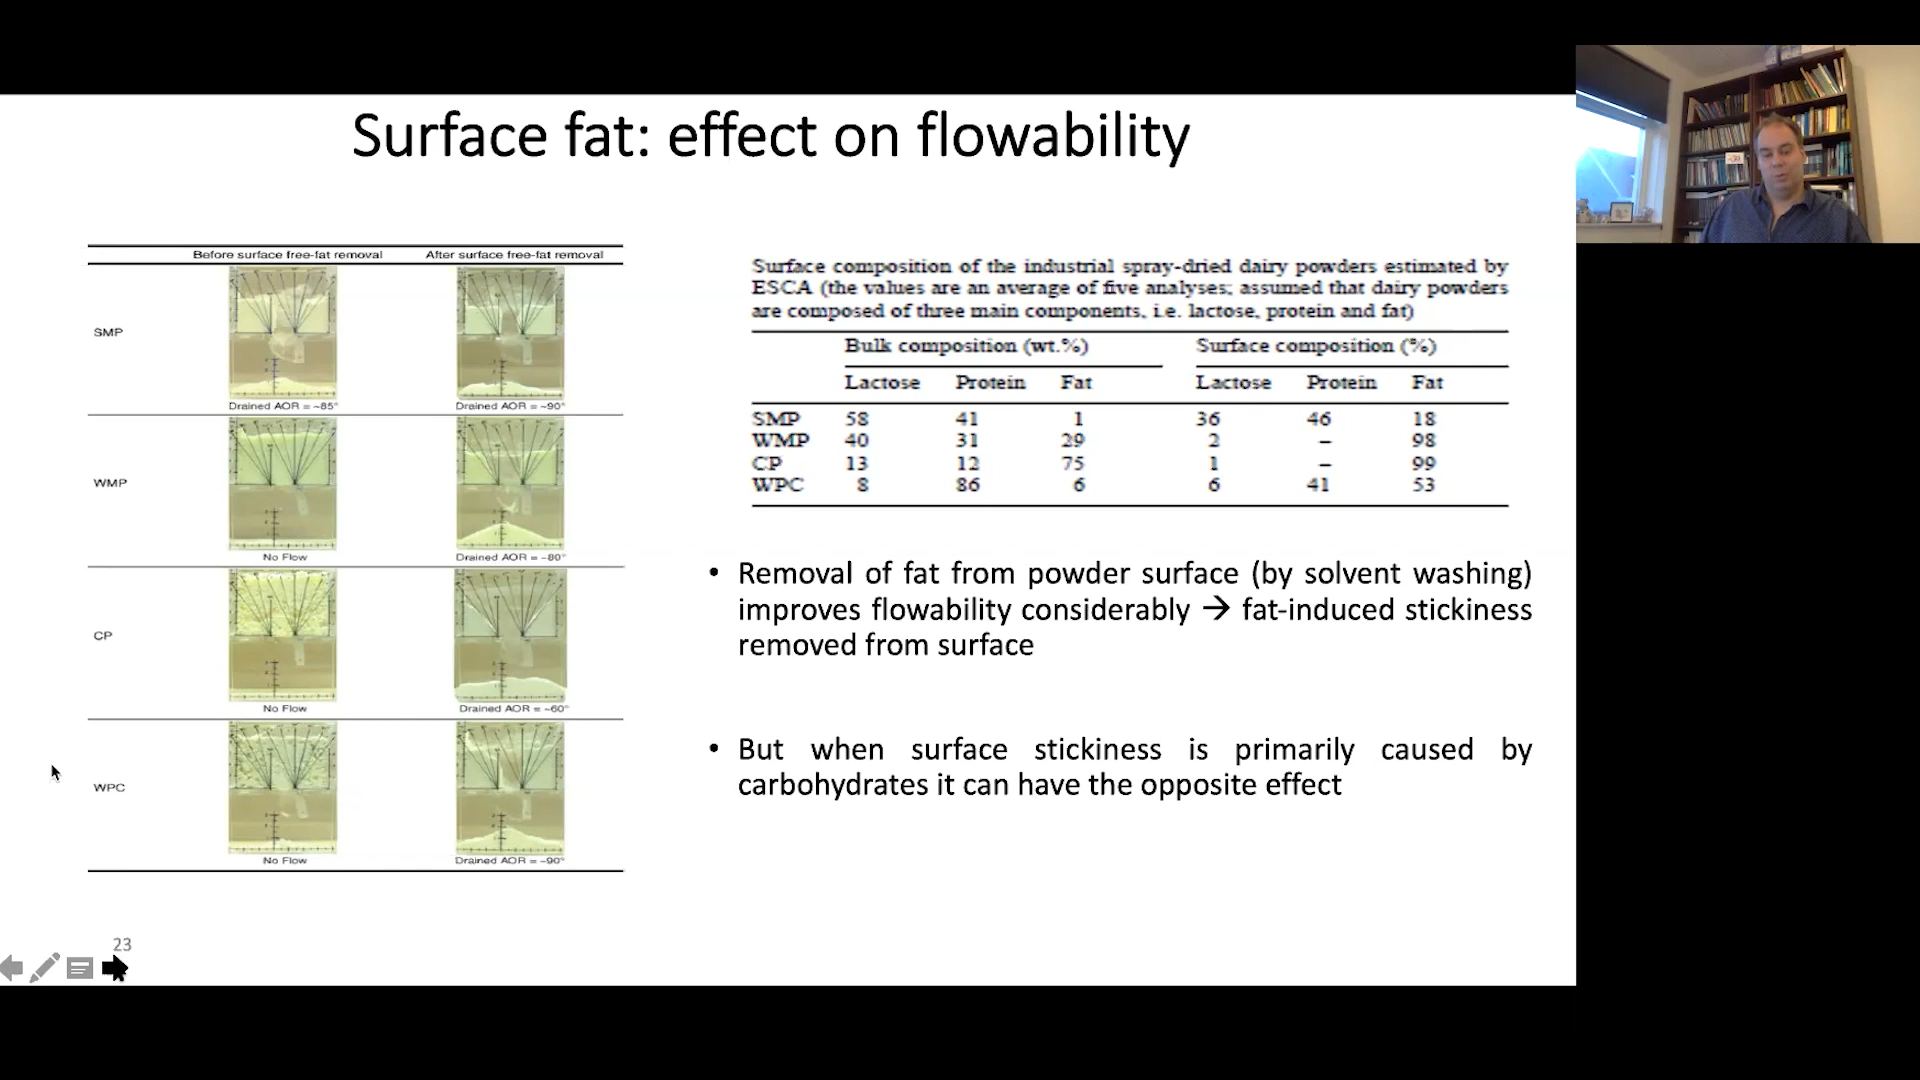 Surface fat: effect on flowability
Before surface free-fat removal After surface free-fat removal
SMP
Drained AOR = ~85° Drained AOR = ~90°
WMP
No Flow Drained AOR = ~80°
CP
No Flow Drained AOR = ~60°
WPC
No Flow Drained AOR = ~90°
Surface composition of the industrial spray-dried dairy powders estimated by
ESCA (the values are an average of five analyses; assumed that dairy powders
are composed of three main components, i.e. lactose, protein and fat)
Bulk composition (wt.%) Surface composition (%)
Lactose Protein Fat Lactose Protein Fat
SMP 58 41 1 36 46 18
WMP 40 31 29 2 – 98
CP 13 12 75 1 – 99
WPC 8 86 6 6 41 53
• Removal of fat from powder surface (by solvent washing)
improves flowability considerably → fat-induced stickiness
removed from surface
• But when surface stickiness is primarily caused by
carbohydrates it can have the opposite effect
23